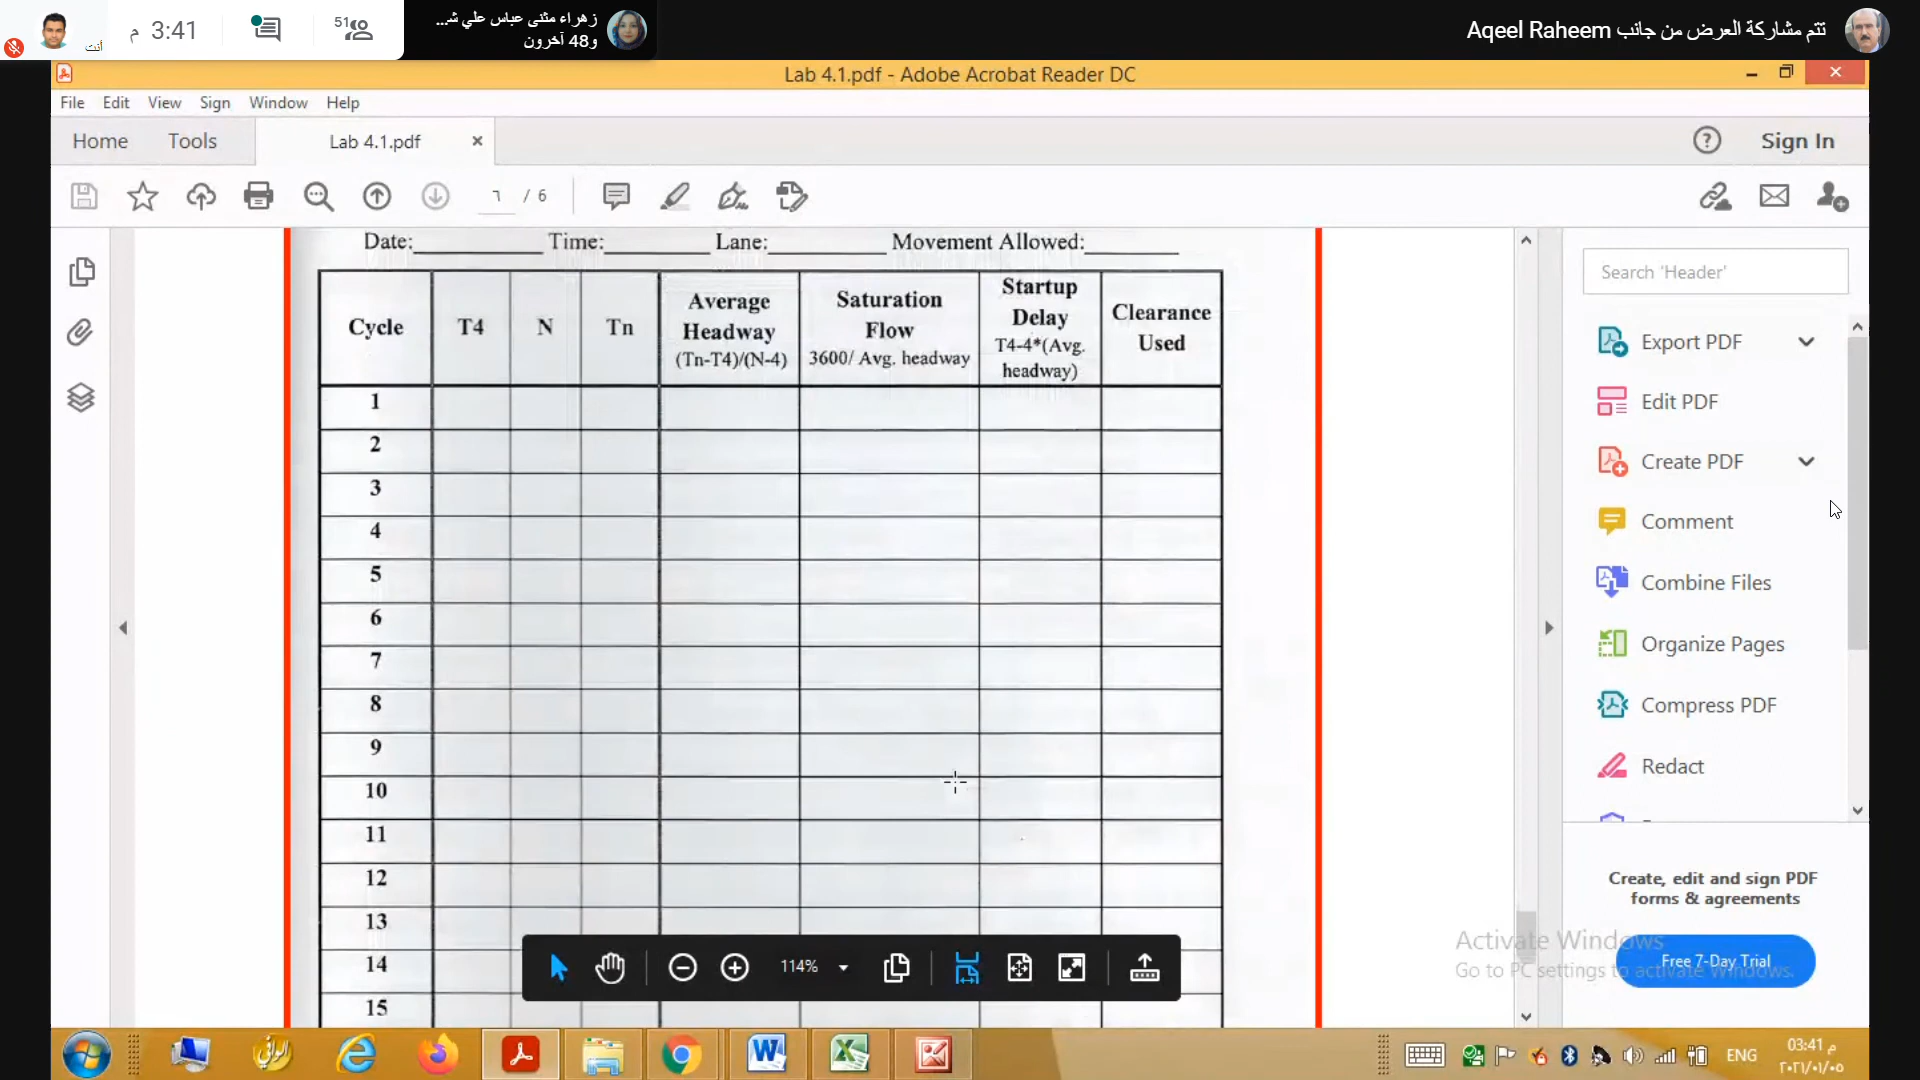 أنت
م 3:41
51
زهراء مثنى عباس علي شـ...
و48 آخرون
تتم مشاركة العرض من جانب Aqeel Raheem
Lab 4.1.pdf - Adobe Acrobat Reader DC
File Edit View Sign Window Help
Home Tools Lab 4.1.pdf Sign In
٦ / 6
Date: Time: Lane: Movement Allowed:
Cycle
T4
N
Tn
Average
Headway
(Tn-T4)/(N-4)
Saturation
Flow
3600/ Avg. headway
Startup
Delay
T4-4*(Avg.
headway)
Clearance
Used
1
2
3
4
5
6
7
8
9
10
11
12
13
14
15
114%
Search 'Header'
Export PDF
Edit PDF
Create PDF
Comment
Combine Files
Organize Pages
Compress PDF
Redact
Create, edit and sign PDF
forms & agreements
Free 7-Day Trial
Activate Windows
Go to PC settings to activate Windows.
الوافي
ENG
03:41 م
٢٠٢١/٠١/٠٥